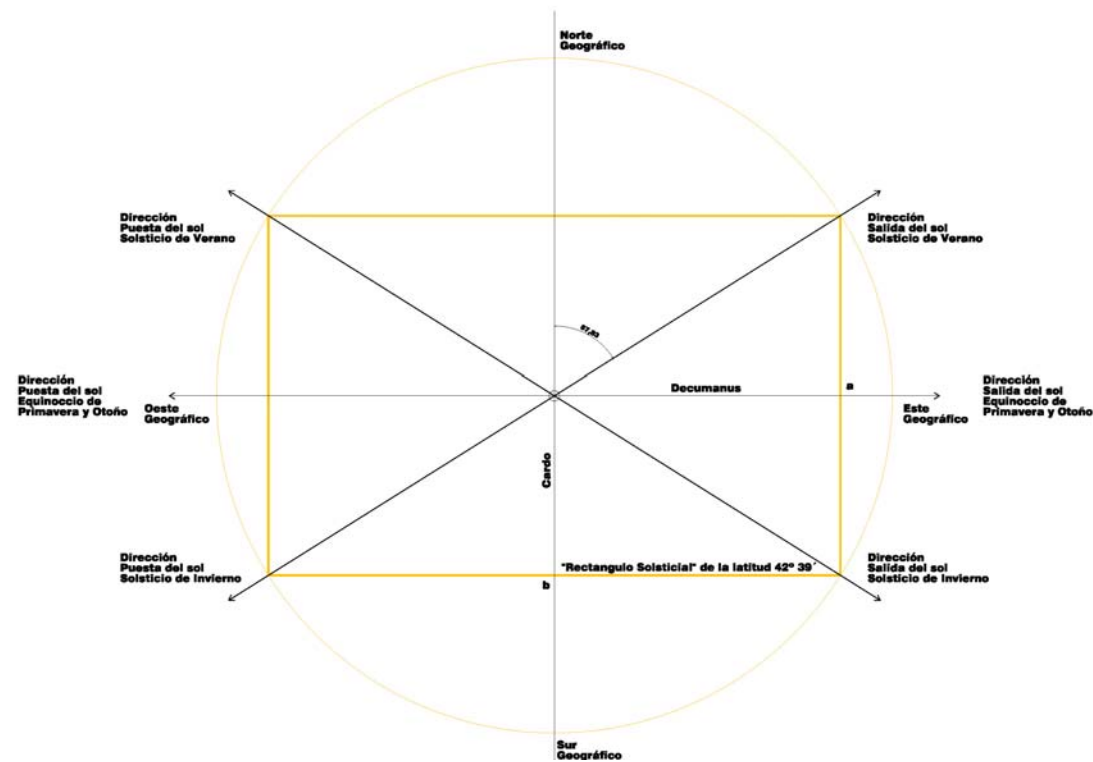 Norte
Geográfico
Dirección
Puesta del sol
Solsticio de Verano
Dirección
Salida del sol
Solsticio de Verano
57,53
Dirección
Puesta del sol
Equinoccio de
Primavera y Otoño
Oeste
Geográfico
Decumanus
a
Este
Geográfico
Dirección
Salida del sol
Equinoccio de
Primavera y Otoño
Cardo
Dirección
Puesta del sol
Solsticio de Invierno
"Rectangulo Solsticial" de la latitud 42º 39´
b
Dirección
Salida del sol
Solsticio de Invierno
Sur
Geográfico